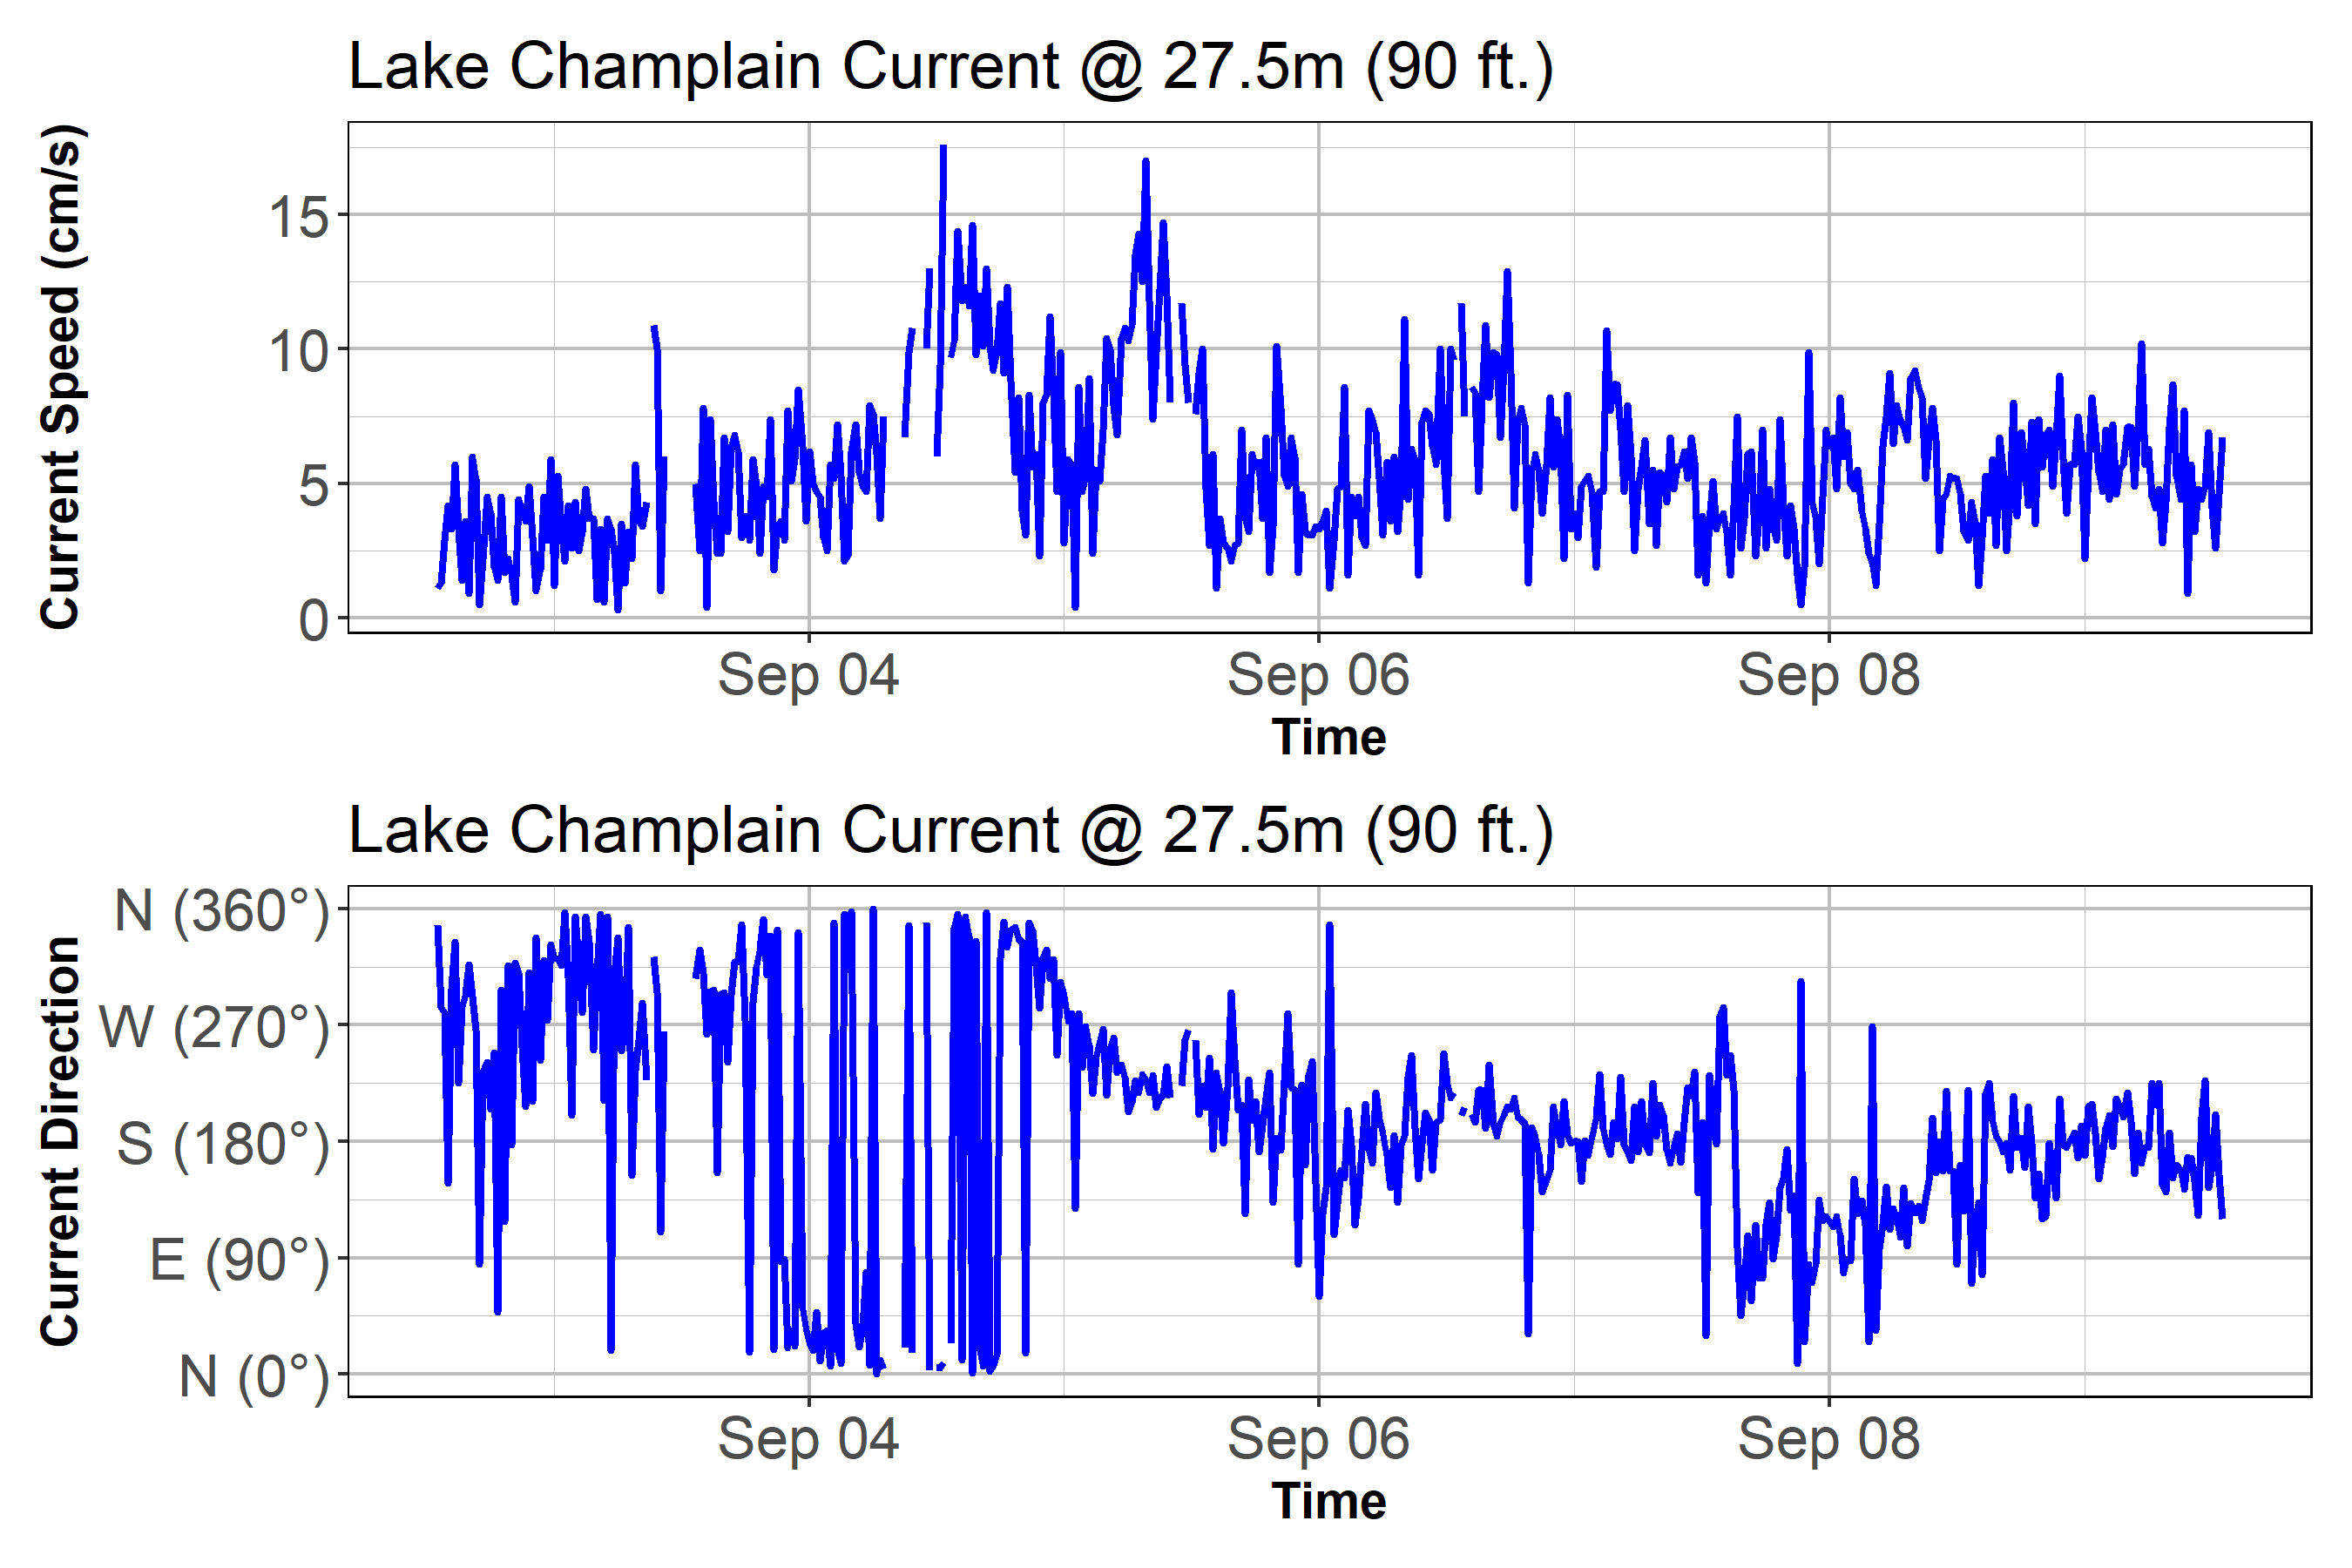 Lake Champlain Current @ 27.5m (90 ft.)
Current Speed (cm/s)
15
10
5
0
Sep 04 Sep 06 Sep 08
Time
Lake Champlain Current @ 27.5m (90 ft.)
Current Direction
N (360°)
W (270°)
S (180°)
E (90°)
N (0°)
Sep 04 Sep 06 Sep 08
Time